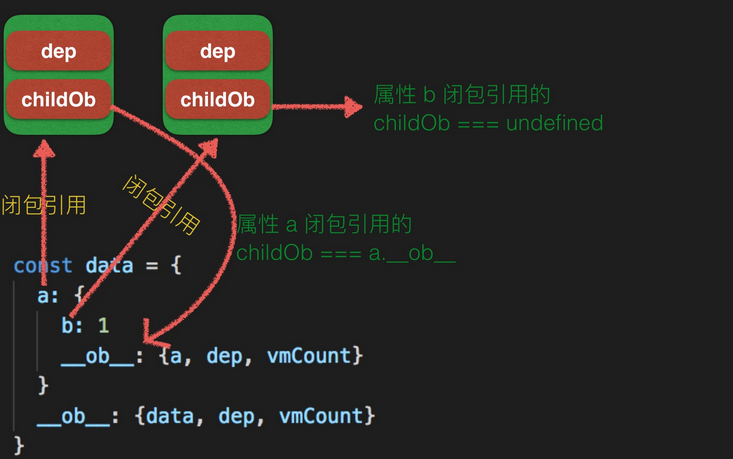 dep
childOb
dep
childOb
属性 b 闭包引用的
childOb === undefined
闭包引用
闭包引用
属性 a 闭包引用的
childOb === a.__ob__
const data = {
a: {
b: 1
__ob__: {a, dep, vmCount}
}
__ob__: {data, dep, vmCount}
}